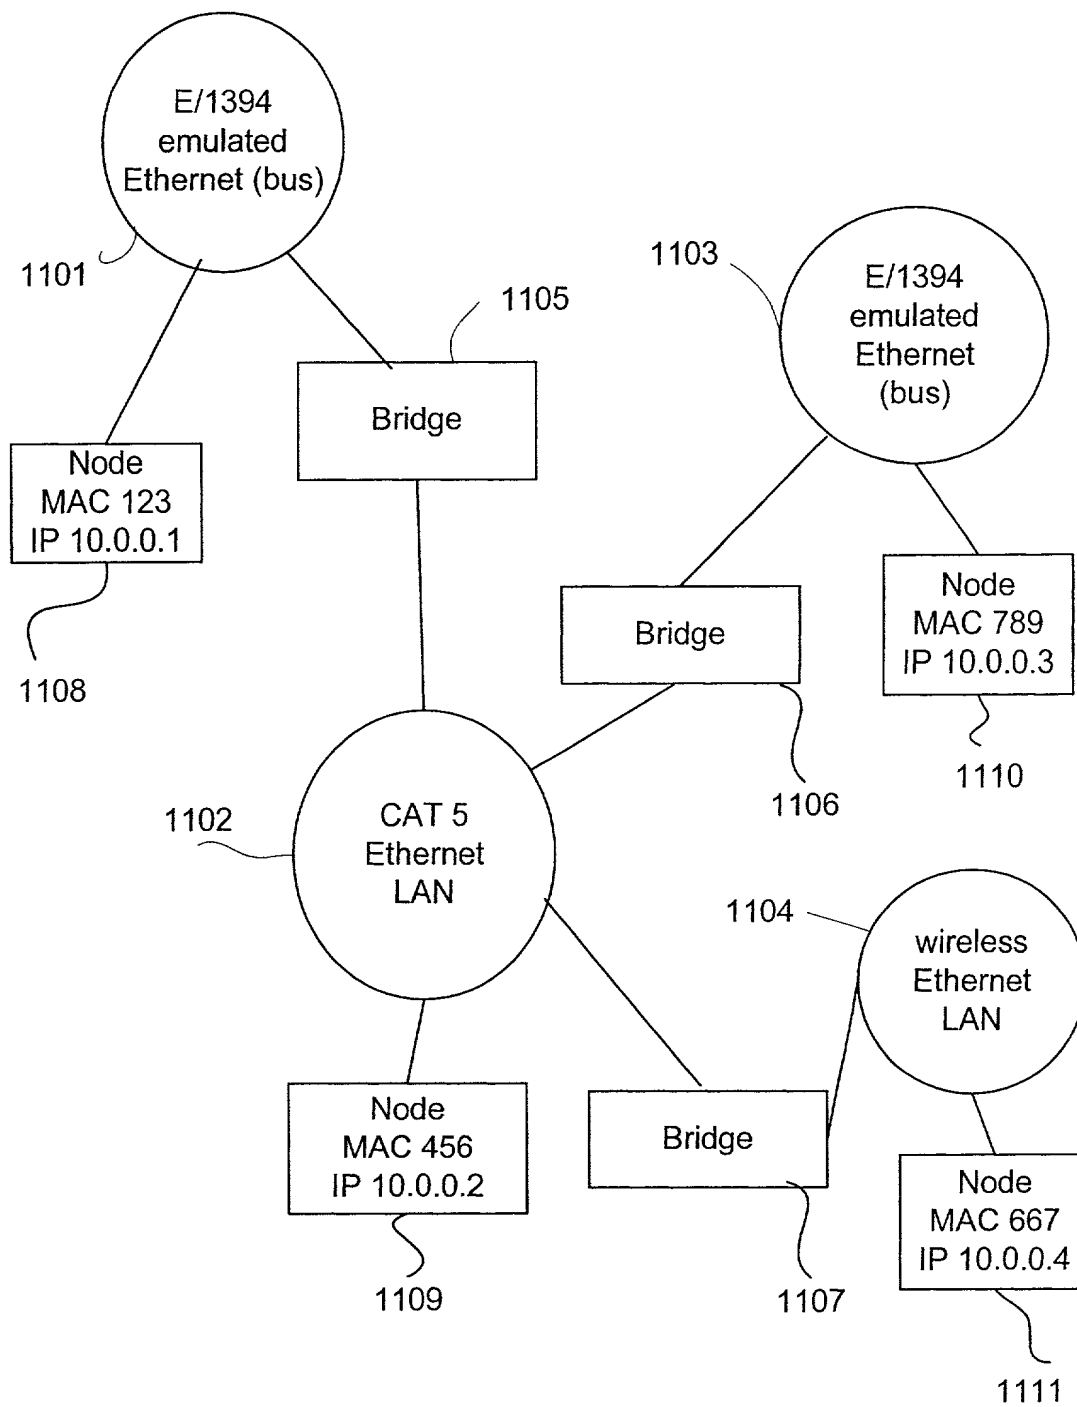 E/1394
emulated
Ethernet (bus)
1101
1103
E/1394
emulated
Ethernet
(bus)
1105
Bridge
Node
MAC 123
IP 10.0.0.1
1108
Bridge
1106
Node
MAC 789
IP 10.0.0.3
1110
1102
CAT 5
Ethernet
LAN
1104
wireless
Ethernet
LAN
Node
MAC 456
IP 10.0.0.2
1109
Bridge
1107
Node
MAC 667
IP 10.0.0.4
1111